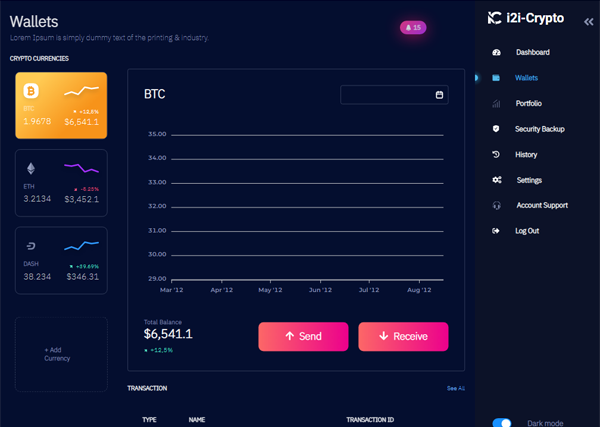 Wallets
Lorem Ipsum is simply dummy text of the printing & industry.
15
CRYPTO CURRENCIES
BTC
+12,5%
1.9678
$6,541.1
ETH
3.2134
$3,452.1
DASH
+39.69%
38.234
$346.31
+ Add
Currency
BTC
35.00
34.00
33.00
32.00
31.00
30.00
29.00
Mar '12
Apr '12
May '12
Jun '12
Jul '12
Aug '12
Total Balance
$6,541.1
+12,5%
Send
Receive
TRANSACTION
See All
TYPE
NAME
TRANSACTION ID
i2i-Crypto
Dashboard
Wallets
Portfolio
Security Backup
History
Settings
Account Support
Log Out
Dark mode